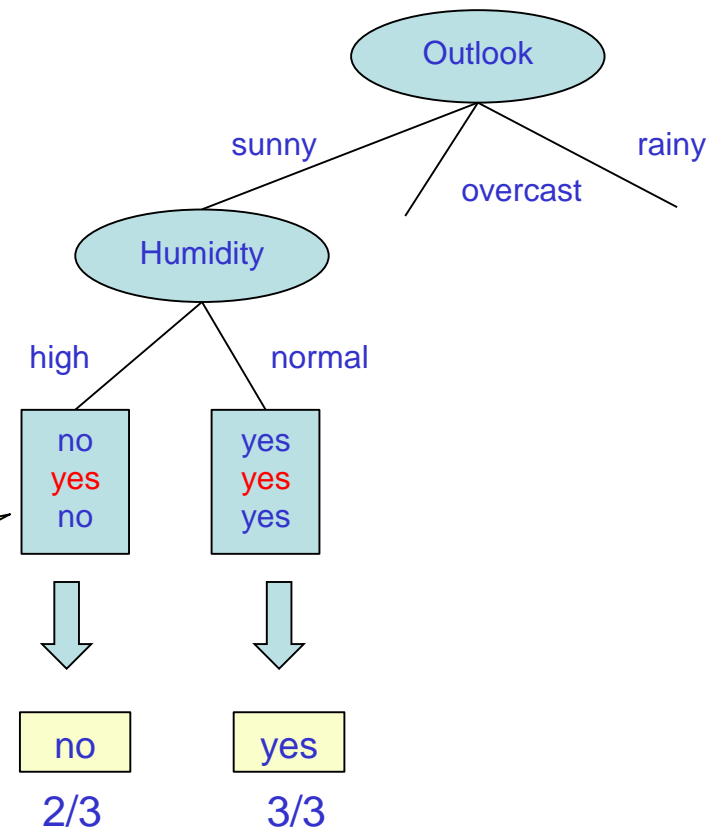 Outlook
sunny
rainy
overcast
Humidity
high
normal
no
yes
no
yes
yes
yes
no
yes
2/3
3/3